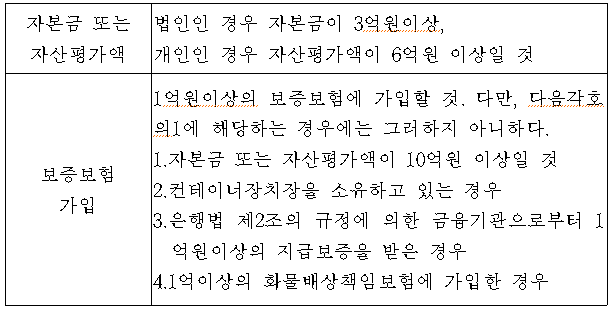 자본금 또는
자산평가액
법인인 경우 자본금이 3억원이상,
개인인 경우 자산평가액이 6억원 이상일 것
보증보험
가입
1억원이상의 보증보험에 가입할 것. 다만, 다음각호
의1에 해당하는 경우에는 그러하지 아니하다.
1.자본금 또는 자산평가액이 10억원 이상일 것
2.컨테이너장치장을 소유하고 있는 경우
3.은행법 제2조의 규정에 의한 금융기관으로부터 1
억원이상의 지급보증을 받은 경우
4.1억이상의 화물배상책임보험에 가입한 경우